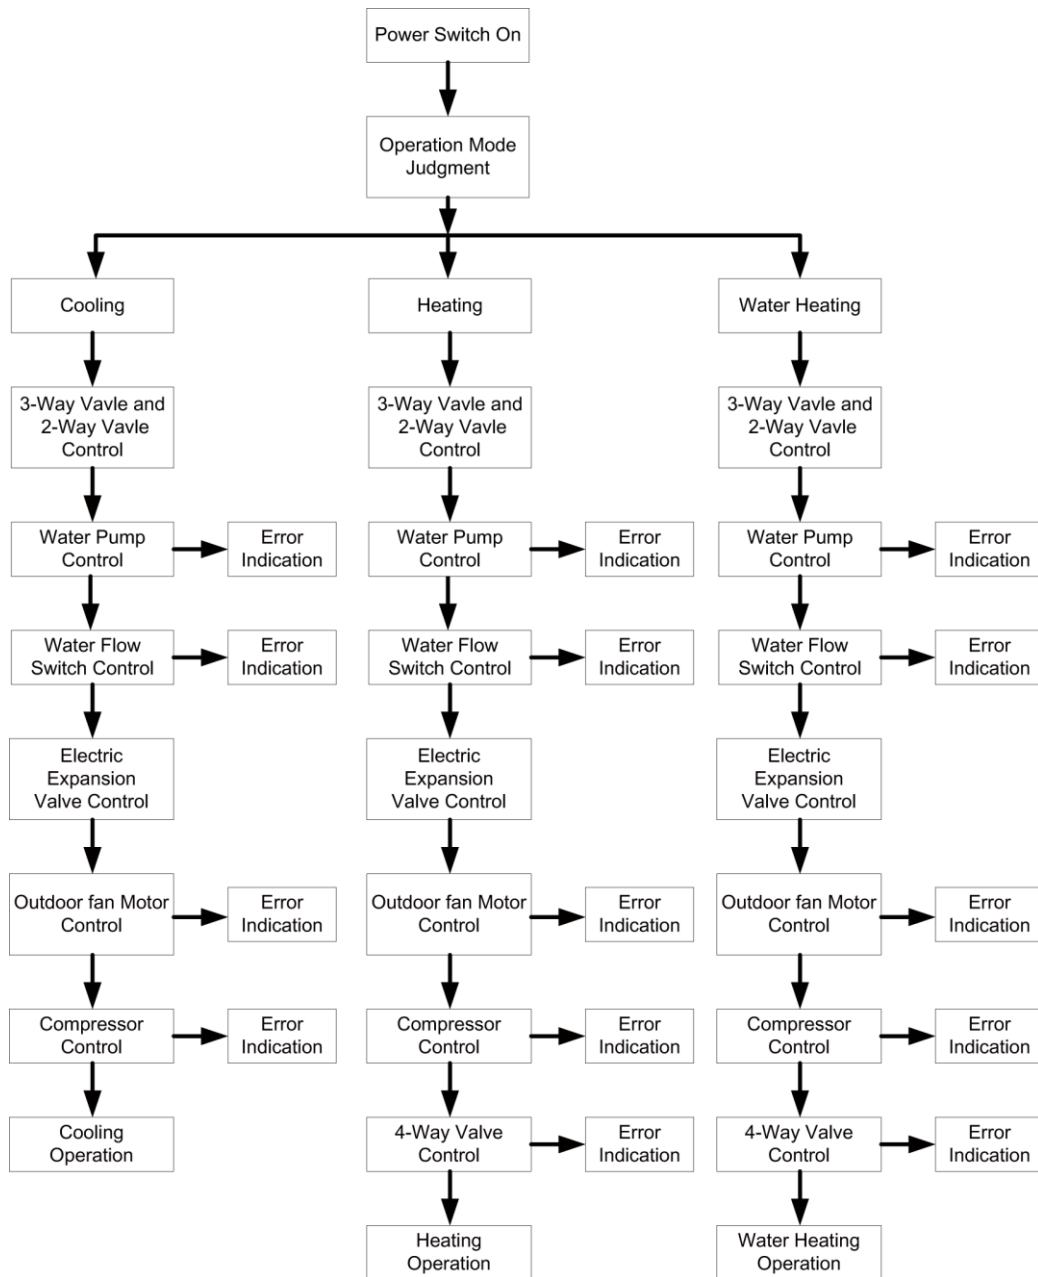 Power Switch On
Operation Mode
Judgment
Cooling
Heating
Water Heating
3-Way Vavle and
2-Way Vavle
Control
3-Way Vavle and
2-Way Vavle
Control
3-Way Vavle and
2-Way Vavle
Control
Water Pump
Control
Error
Indication
Water Pump
Control
Error
Indication
Water Pump
Control
Error
Indication
Water Flow
Switch Control
Error
Indication
Water Flow
Switch Control
Error
Indication
Water Flow
Switch Control
Error
Indication
Electric
Expansion
Valve Control
Electric
Expansion
Valve Control
Electric
Expansion
Valve Control
Outdoor fan Motor
Control
Error
Indication
Outdoor fan Motor
Control
Error
Indication
Outdoor fan Motor
Control
Error
Indication
Compressor
Control
Error
Indication
Compressor
Control
Error
Indication
Compressor
Control
Error
Indication
Cooling
Operation
4-Way Valve
Control
Error
Indication
4-Way Valve
Control
Error
Indication
Heating
Operation
Water Heating
Operation